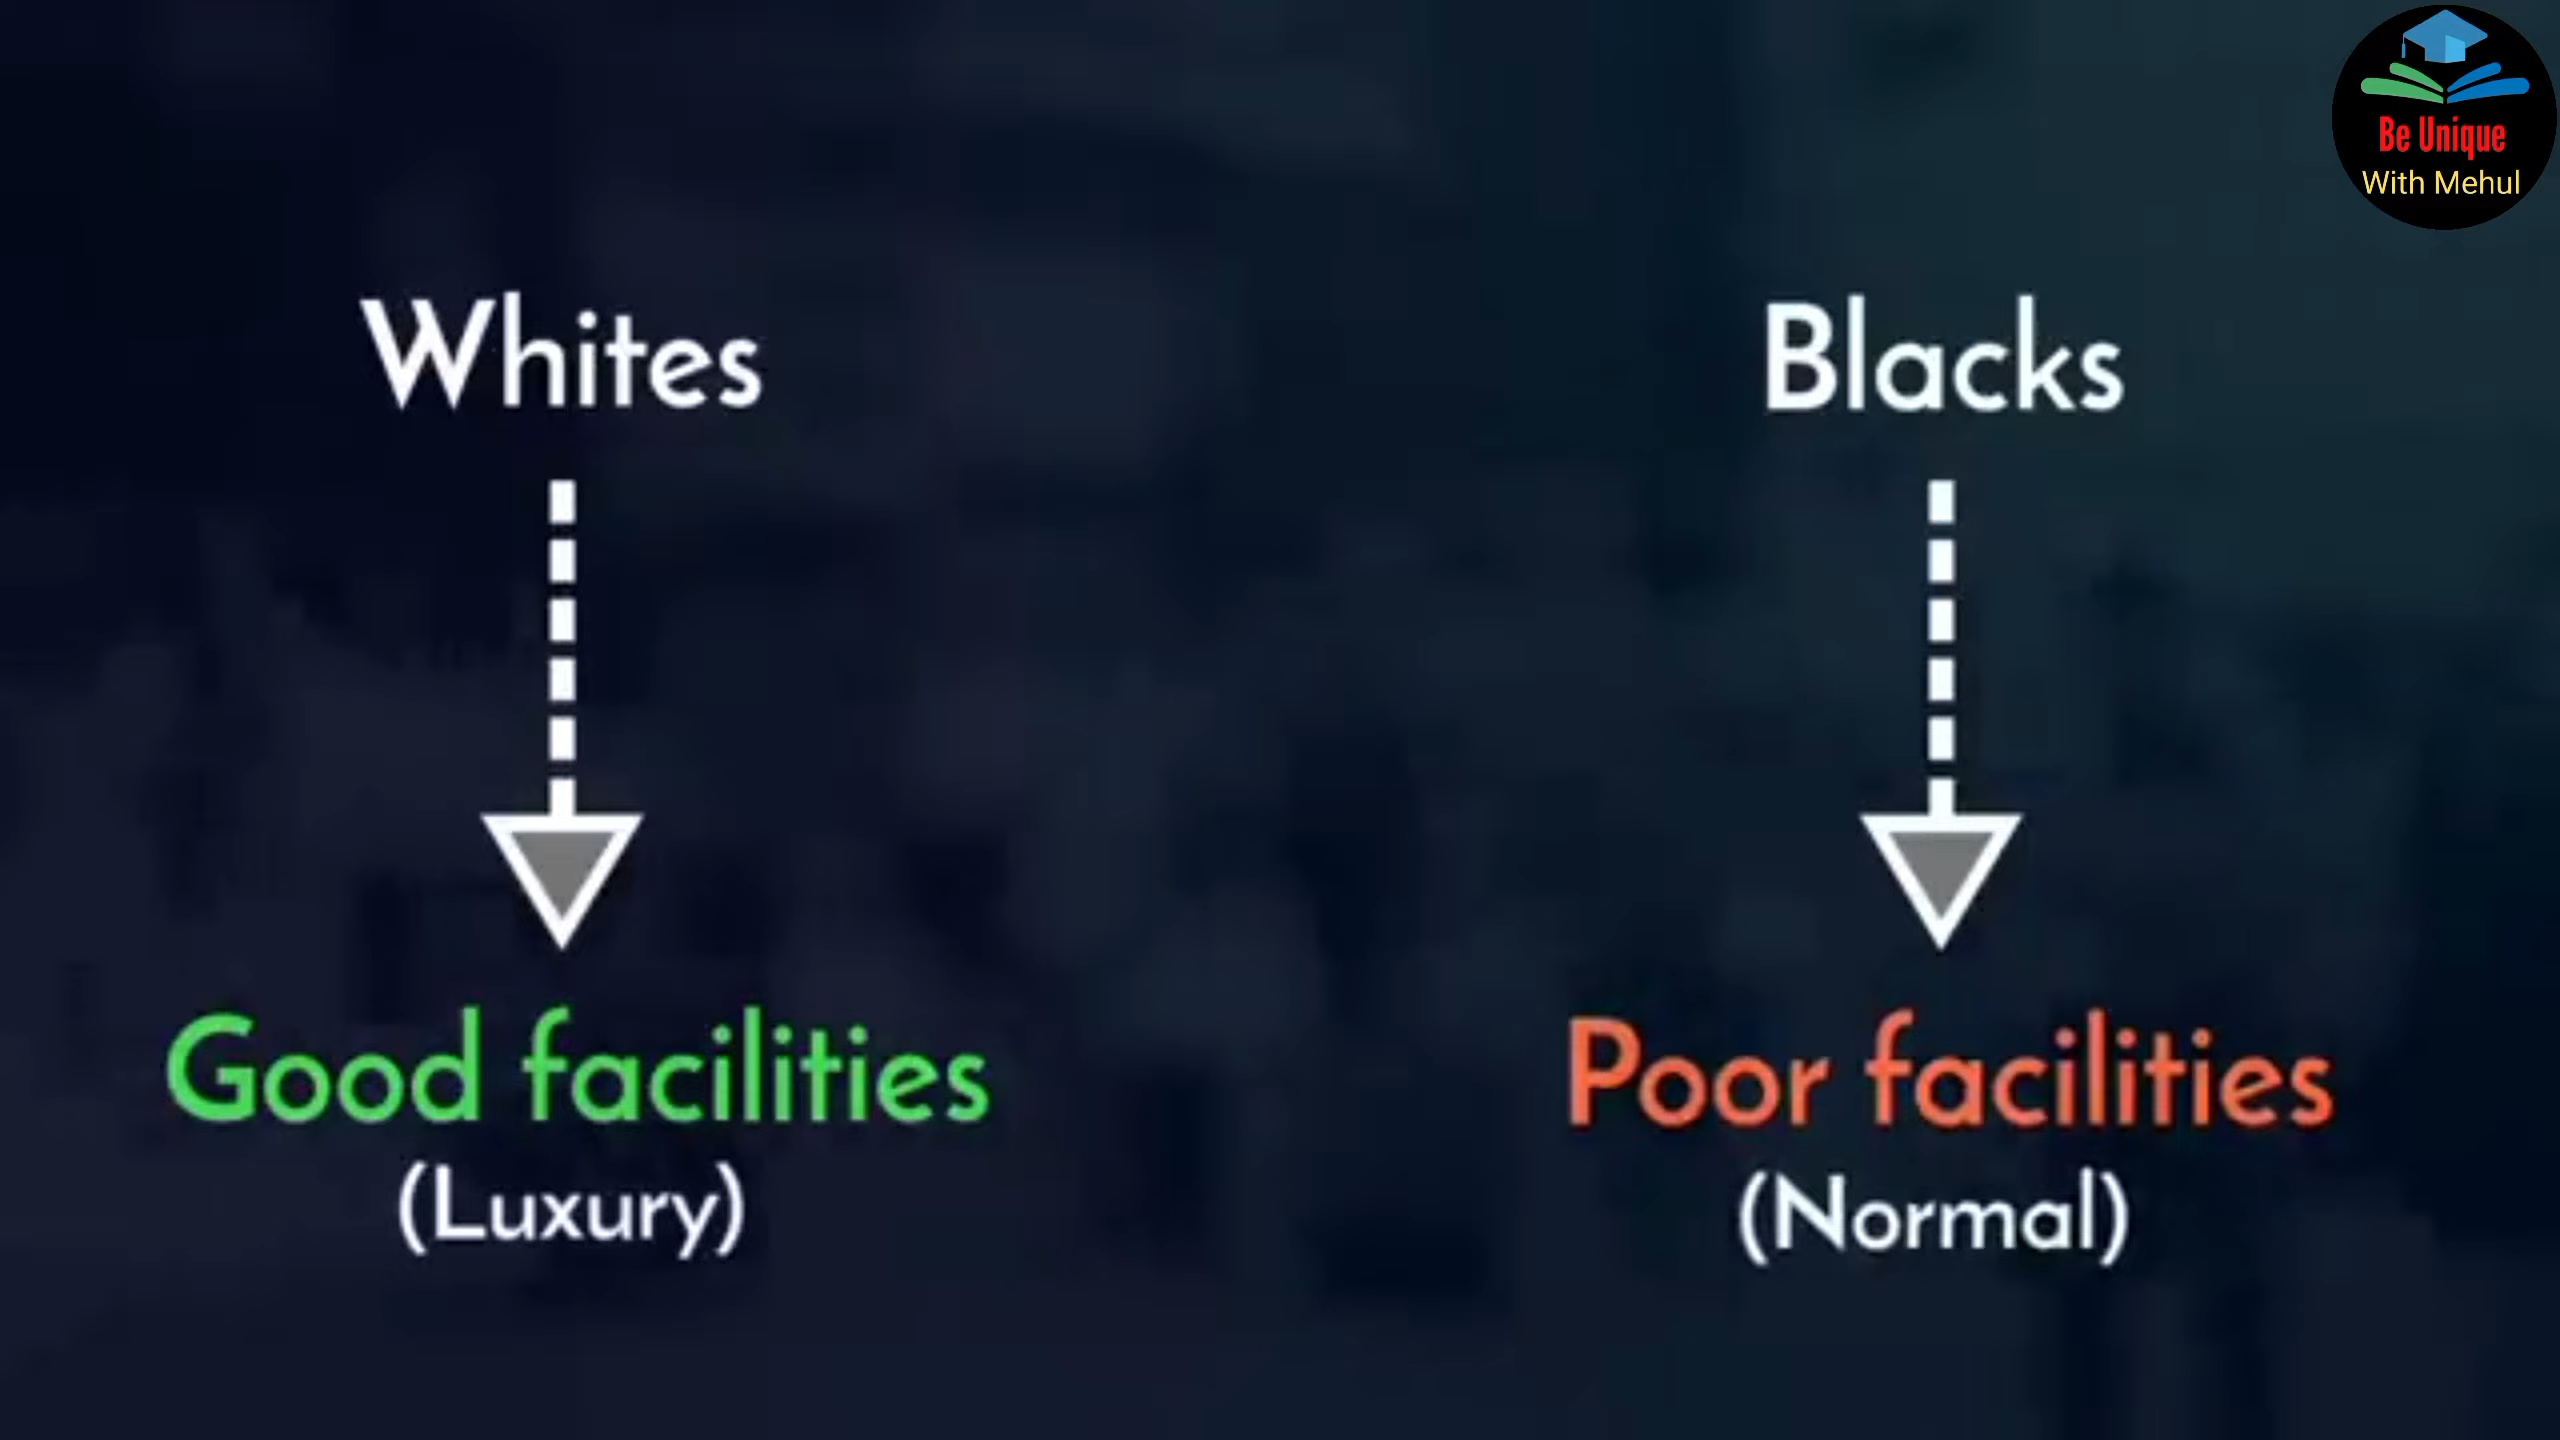 Be Unique
With Mehul
Whites
Blacks
Good facilities
(Luxury)
Poor facilities
(Normal)